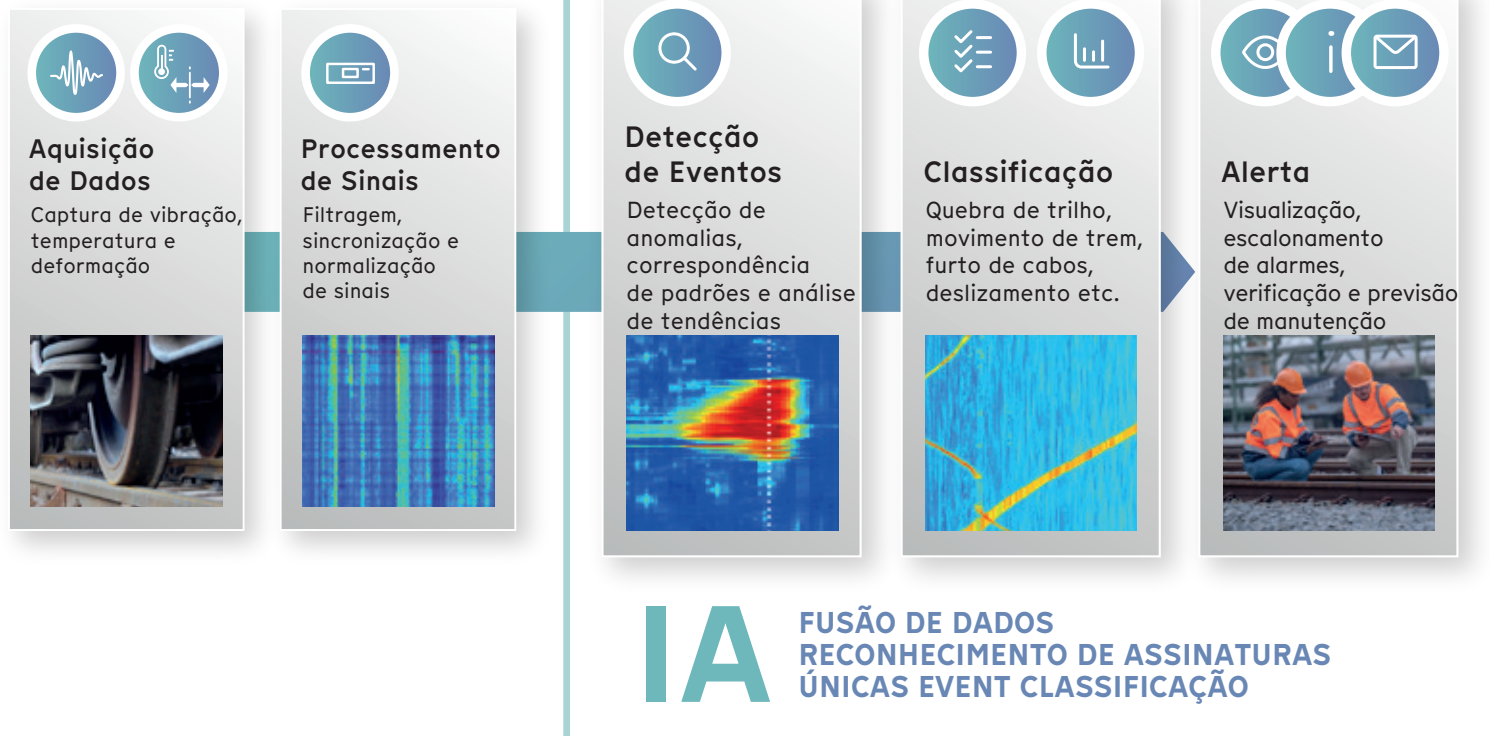 Aquisição
de Dados
Captura de vibração,
temperatura e
deformação
Processamento
de Sinais
Filtragem,
sincronização e
normalização
de sinais
Detecção
de Eventos
Detecção de
anomalias,
correspondência
de padrões e análise
de tendências
Classificação
Quebra de trilho,
movimento de trem,
furto de cabos,
deslizamento etc.
Alerta
Visualização,
escalonamento
de alarmes,
verificação e previsão
de manutenção
IA
FUSÃO DE DADOS
RECONHECIMENTO DE ASSINATURAS
ÚNICAS EVENT CLASSIFICAÇÃO